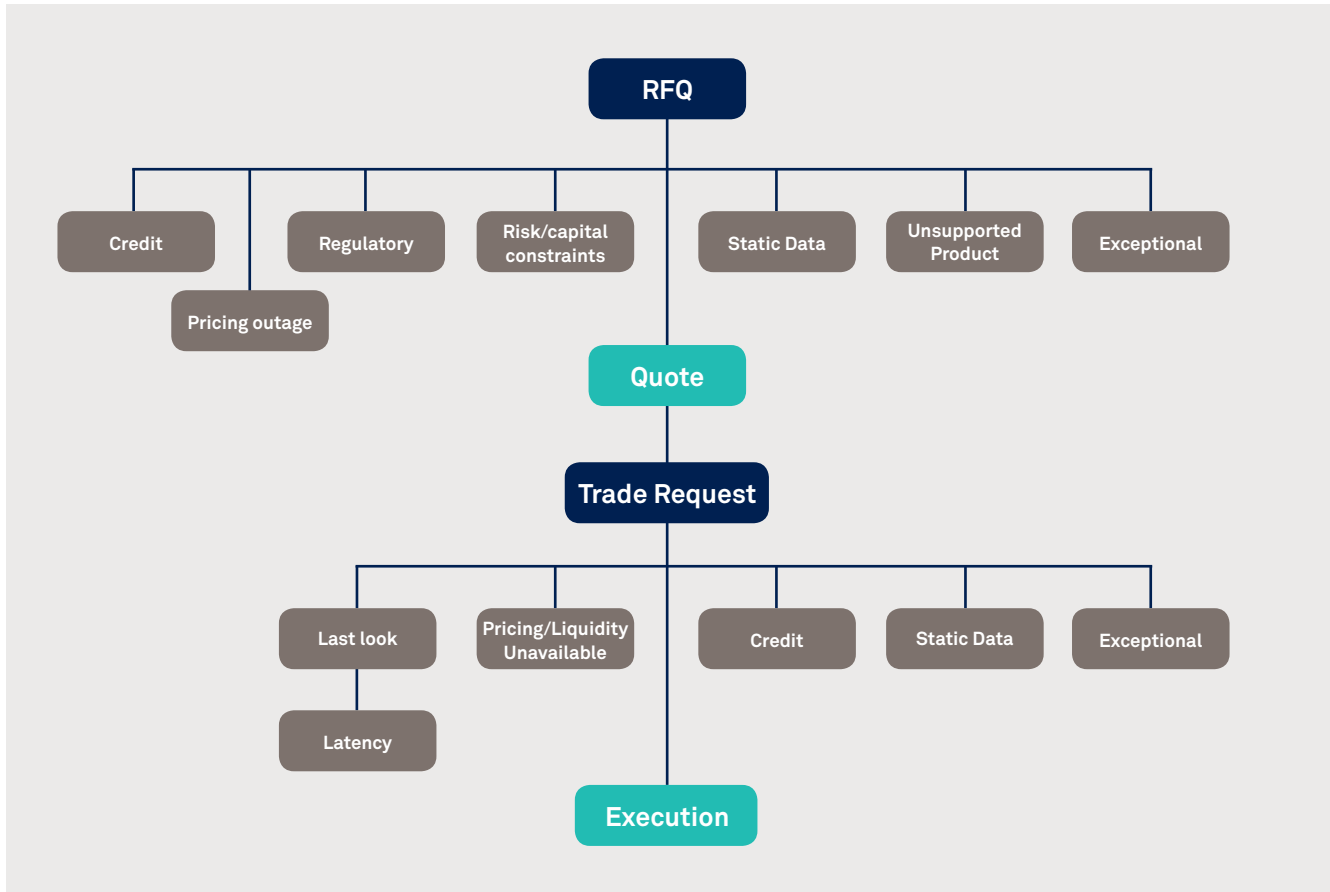 RFQ
Credit
Regulatory
Risk/capital
constraints
Static Data
Unsupported
Product
Exceptional
Pricing outage
Quote
Trade Request
Last look
Pricing/Liquidity
Unavailable
Credit
Static Data
Exceptional
Latency
Execution